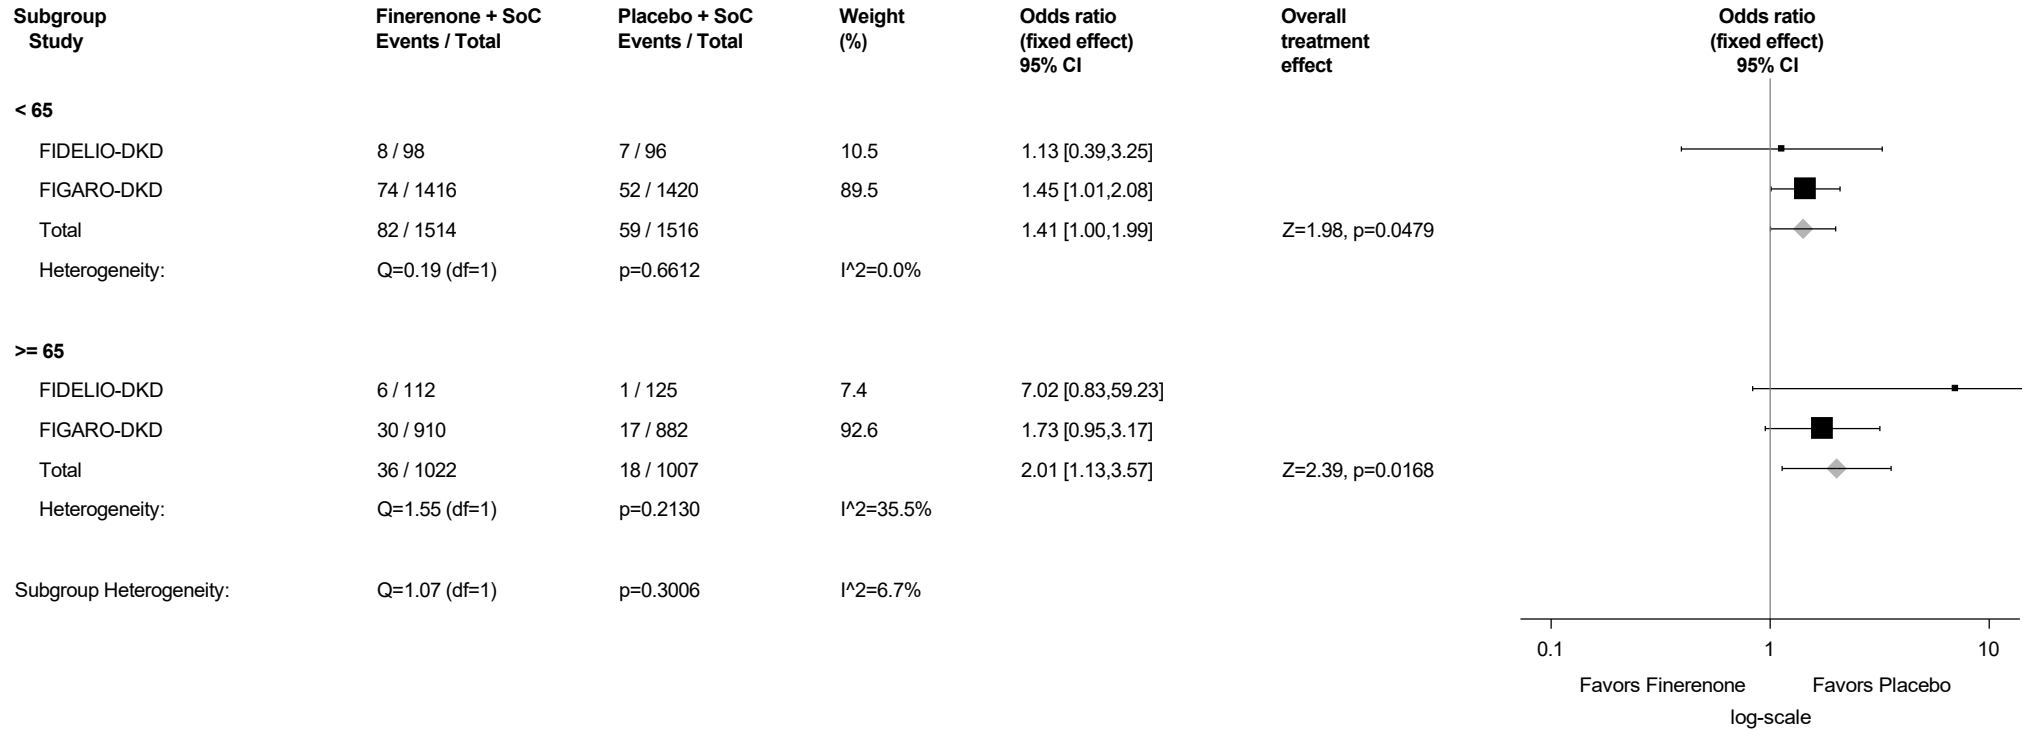 Subgroup Finerenone + SoC Placebo + SoC Weight Odds ratio Overall Odds ratio
Study Events / Total Events / Total (%) (fixed effect) treatment (fixed effect)
95% CI effect 95% CI
< 65
FIDELIO-DKD 8 / 98 7 / 96 10.5 1.13 [0.39,3.25]
FIGARO-DKD 74 / 1416 52 / 1420 89.5 1.45 [1.01,2.08]
Total 82 / 1514 59 / 1516 1.41 [1.00,1.99] Z=1.98, p=0.0479
Heterogeneity: Q=0.19 (df=1) p=0.6612 I^2=0.0%
>= 65
FIDELIO-DKD 6 / 112 1 / 125 7.4 7.02 [0.83,59.23]
FIGARO-DKD 30 / 910 17 / 882 92.6 1.73 [0.95,3.17]
Total 36 / 1022 18 / 1007 2.01 [1.13,3.57] Z=2.39, p=0.0168
Heterogeneity: Q=1.55 (df=1) p=0.2130 I^2=35.5%
Subgroup Heterogeneity: Q=1.07 (df=1) p=0.3006 I^2=6.7%
0.1 1 10
Favors Finerenone Favors Placebo
log-scale